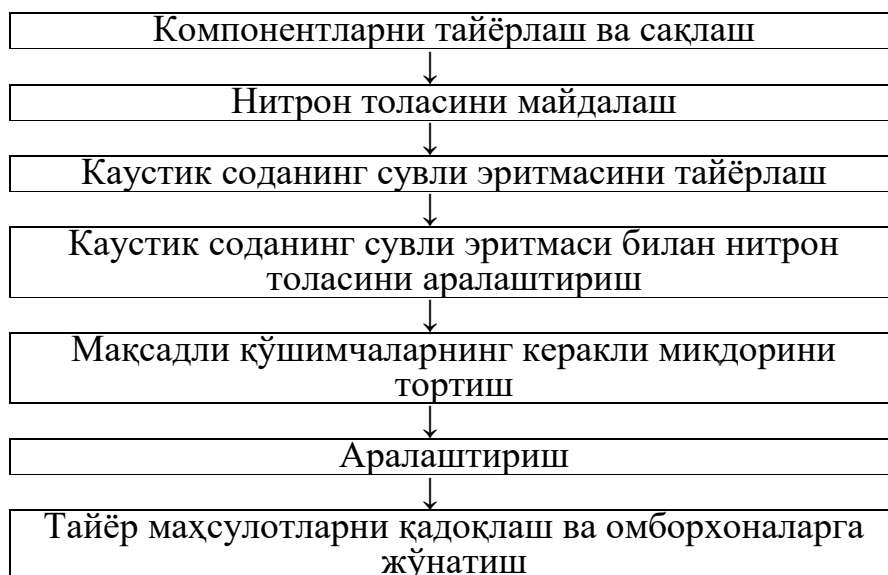 Компонентларни тайёрлаш ва сақлаш
Нитрон толасини майдалаш
Каустик соданинг сувли эритмасини тайёрлаш
Каустик соданинг сувли эритмаси билан нитрон
толасини аралаштириш
Мақсадли қўшимчаларнинг керакли миқдорини
тортиш
Аралаштириш
Тайёр маҳсулотларни қадоқлаш ва омборхоналарга
жўнатиш